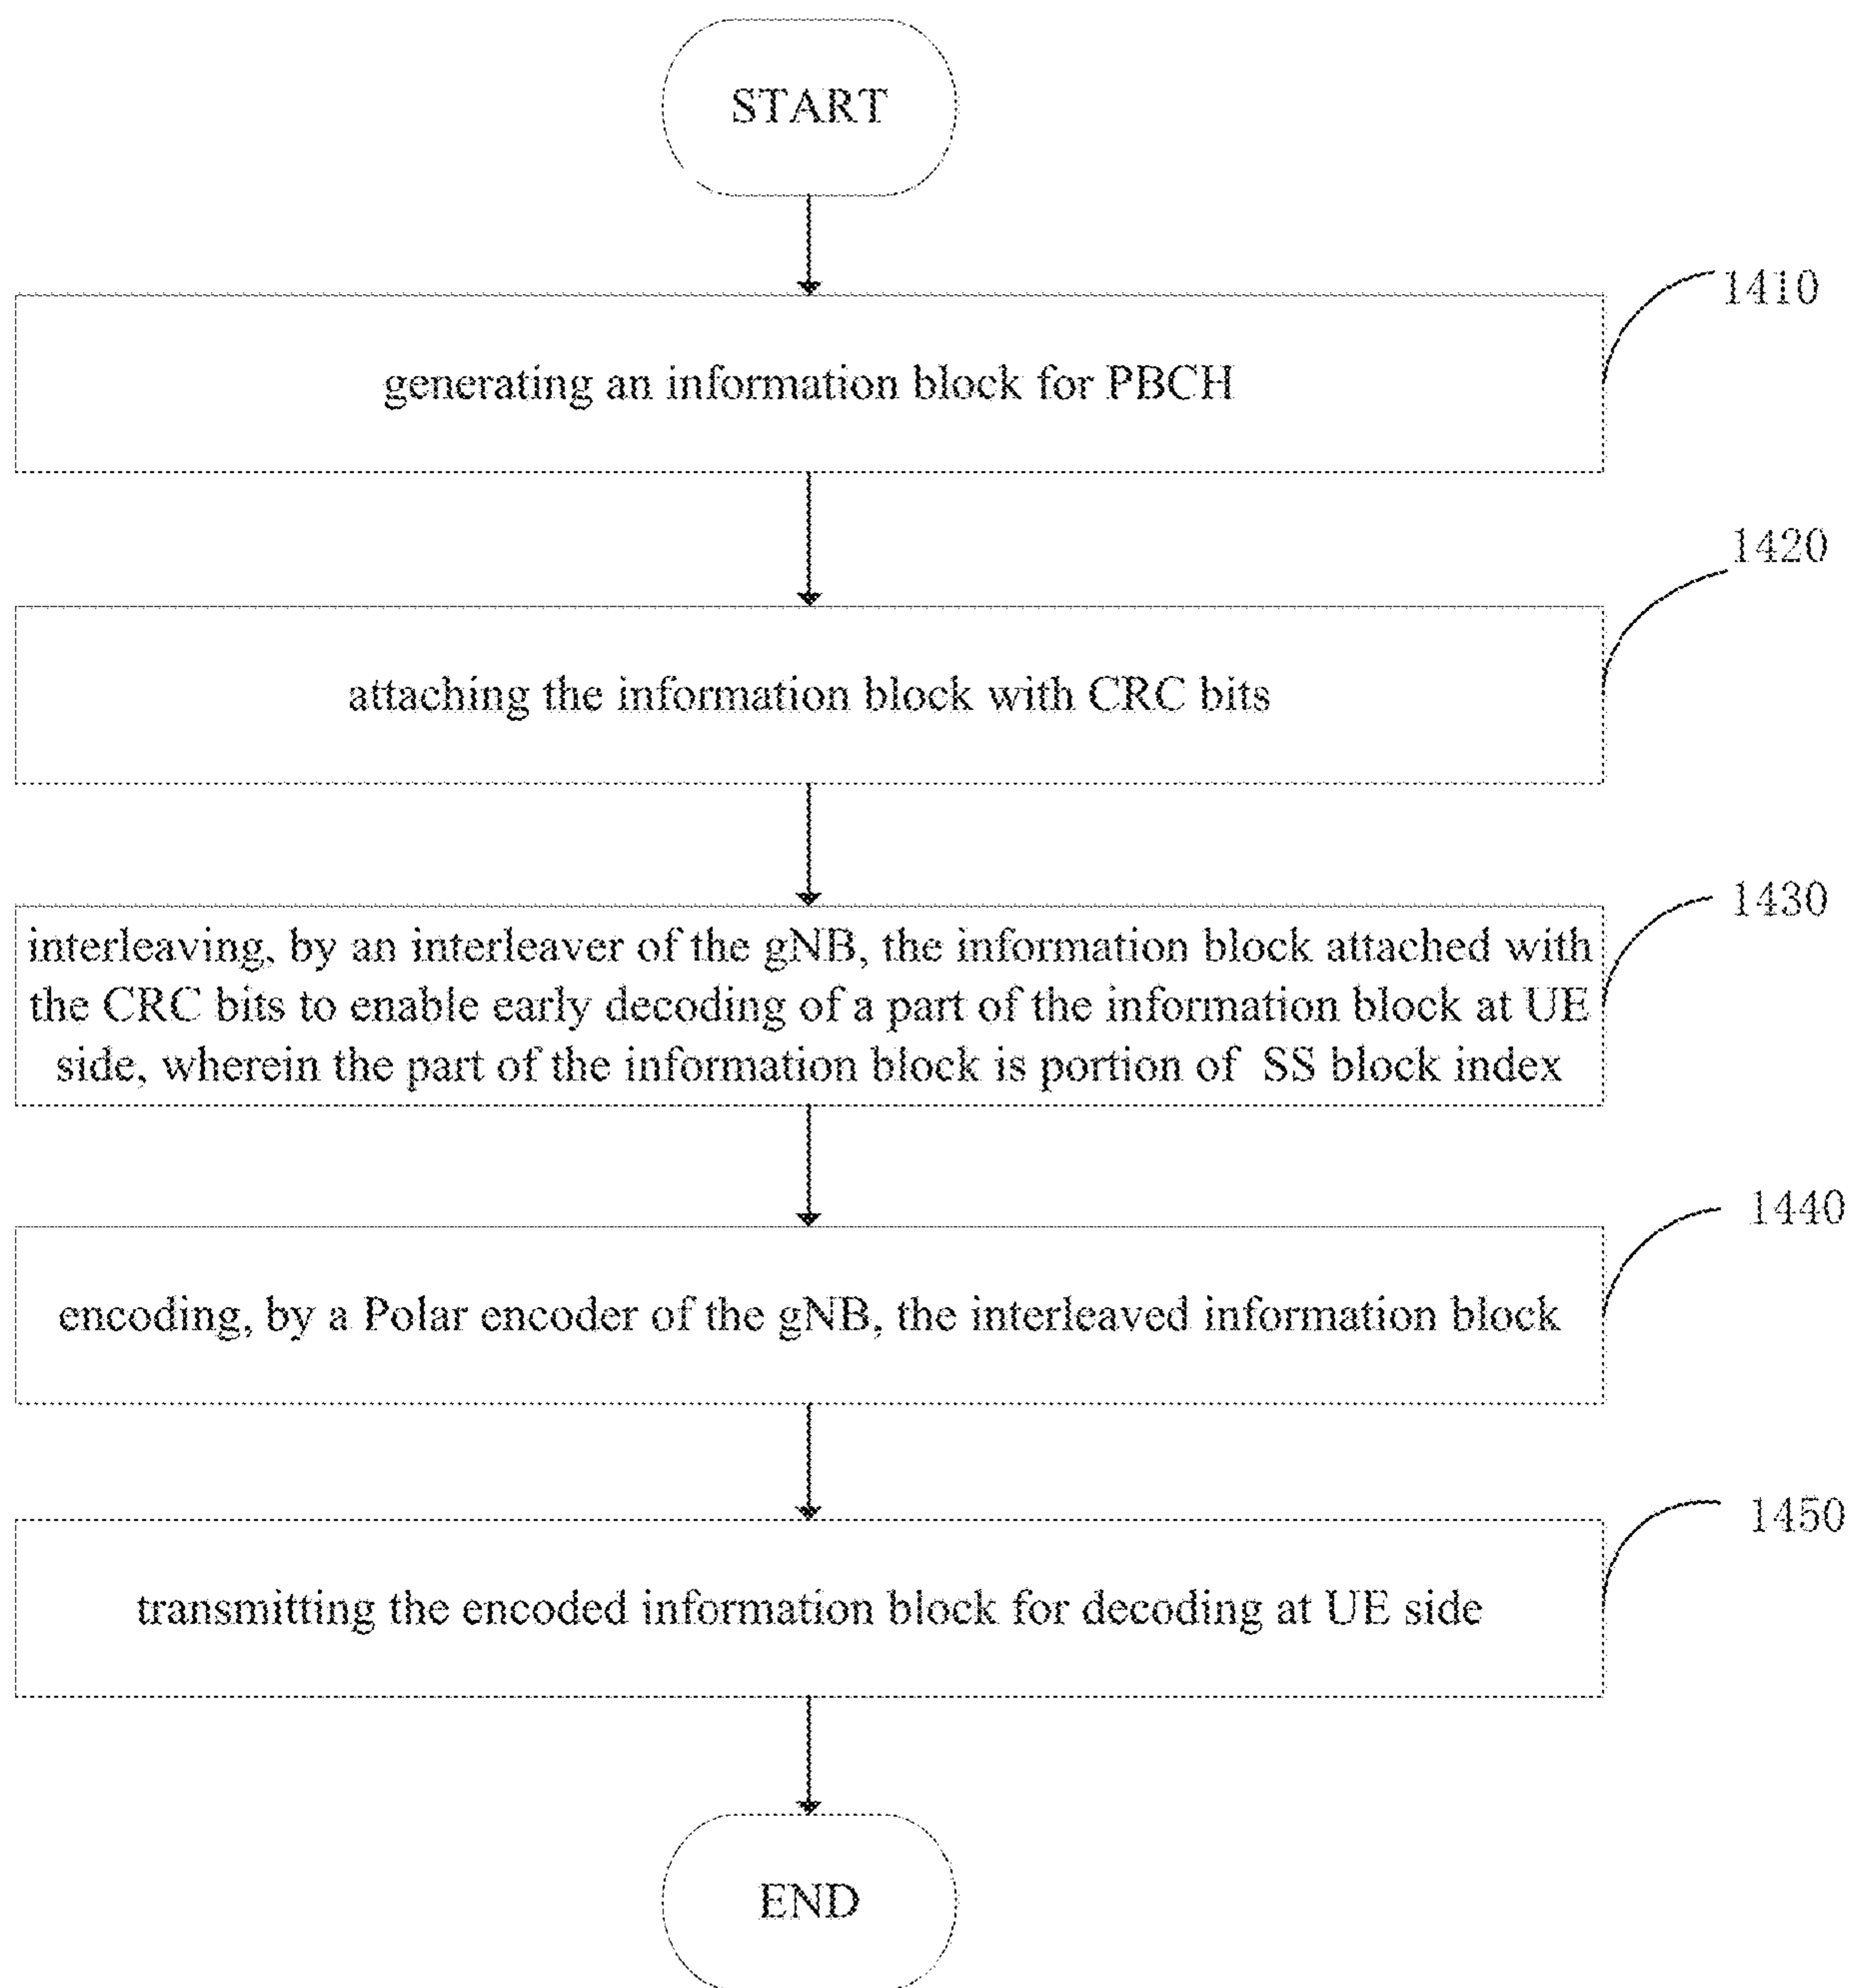 START
1410
generating an information block for PBCH
1420
attaching the information block with CRC bits
1430
interleaving, by an interleaver of the gNB, the information block attached with
the CRC bits to enable early decoding of a part of the information block at UE
side, wherein the part of the information block is portion of SS block index
1440
encoding, by a Polar encoder of the gNB, the interleaved information block
1450
transmitting the encoded information block for decoding at UE side
END